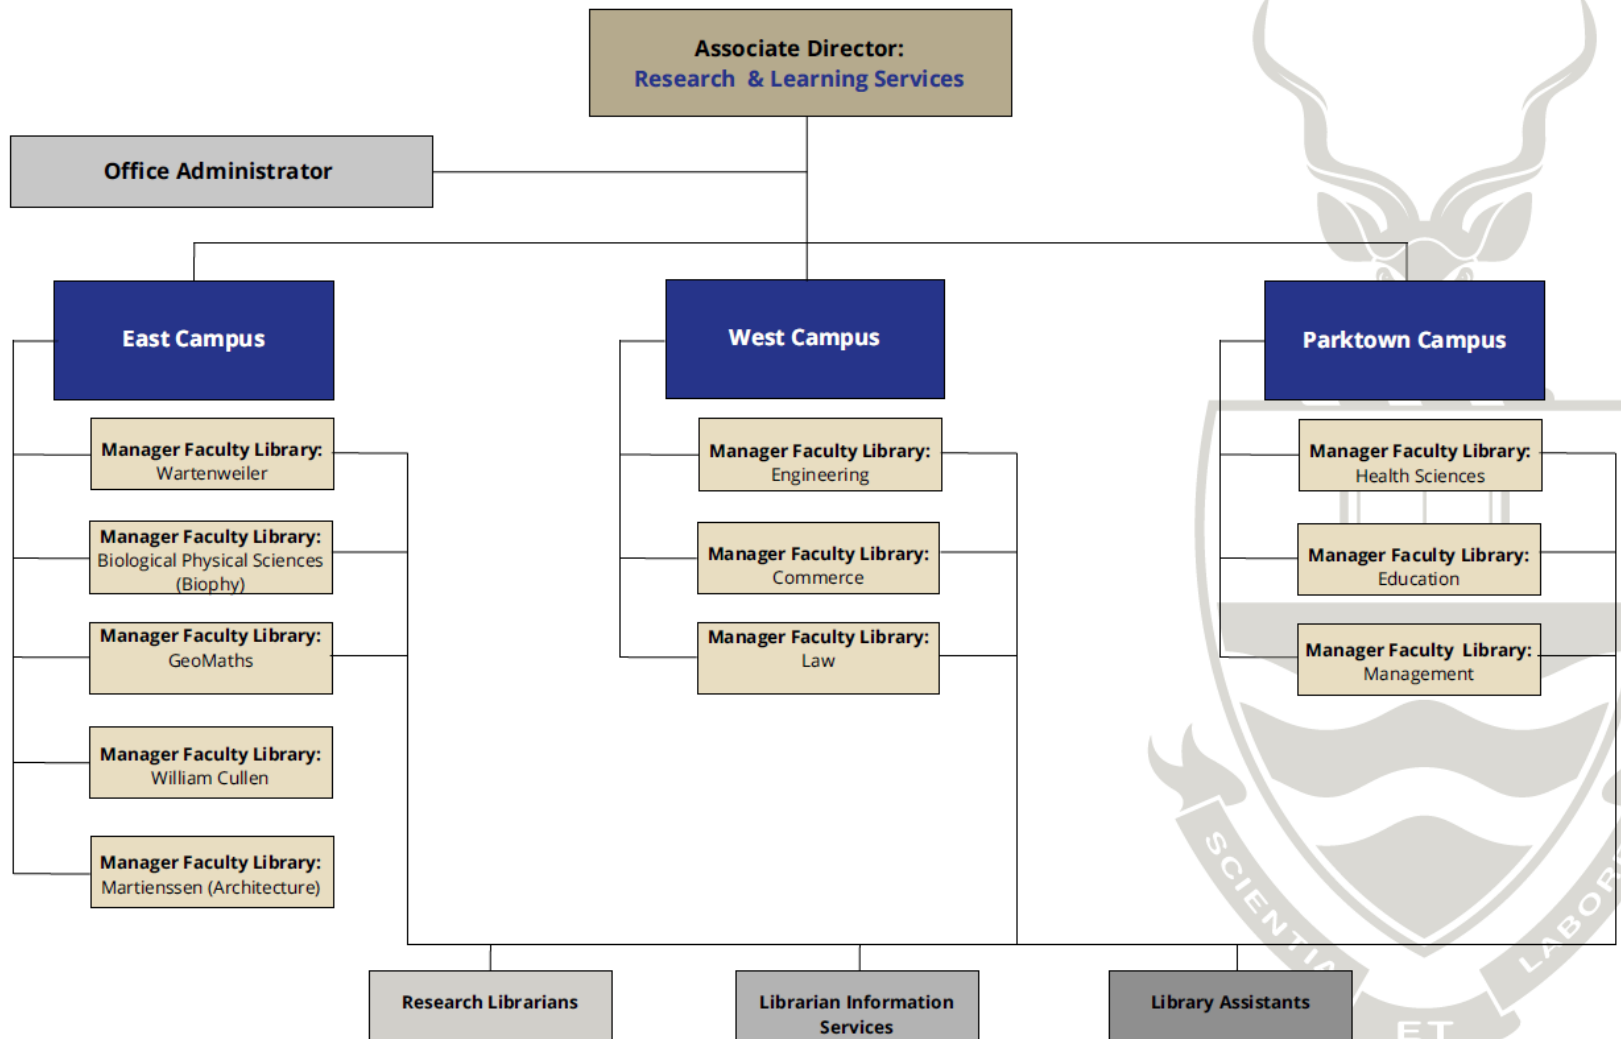 Associate Director:
Research & Learning Services
Office Administrator
East Campus
West Campus
Parktown Campus
Manager Faculty Library:
Wartenweiler
Manager Faculty Library:
Biological Physical Sciences
(Biophy)
Manager Faculty Library:
GeoMaths
Manager Faculty Library:
William Cullen
Manager Faculty Library:
Martienssen (Architecture)
Manager Faculty Library:
Engineering
Manager Faculty Library:
Commerce
Manager Faculty Library:
Law
Manager Faculty Library:
Health Sciences
Manager Faculty Library:
Education
Manager Faculty Library:
Management
Research Librarians
Librarian Information
Services
Library Assistants
SCIENTIA
ET